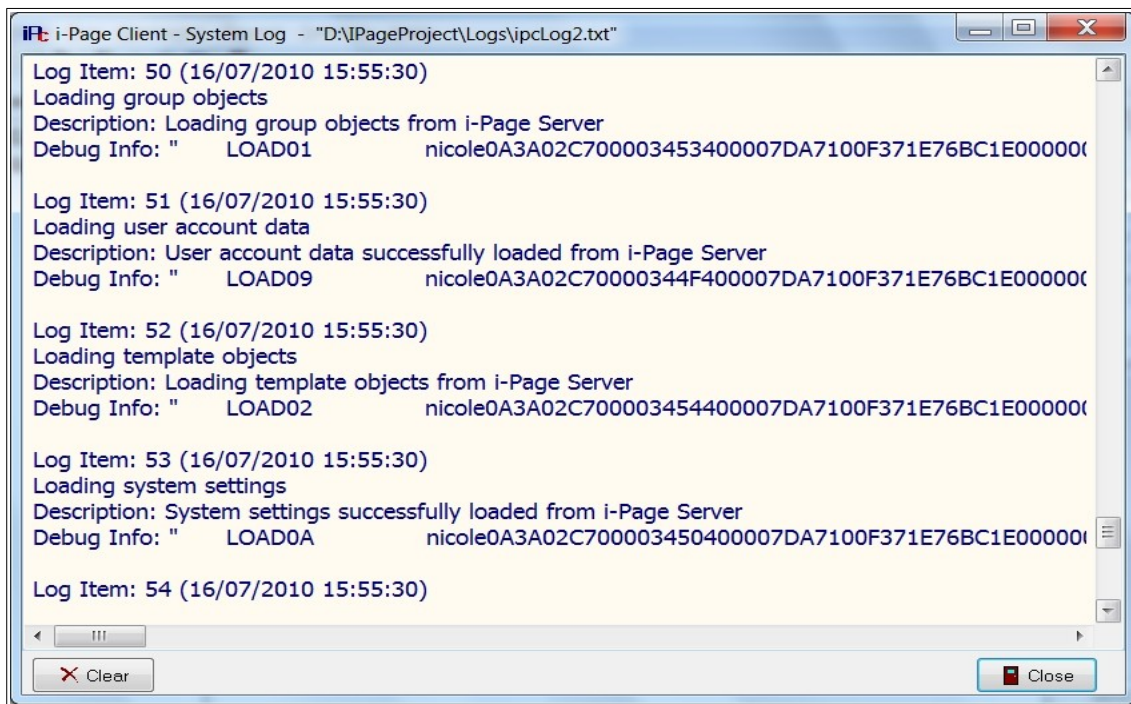 iPc i-Page Client - System Log - "D:\IPageProject\Logs\ipcLog2.txt"
Log Item: 50 (16/07/2010 15:55:30)
Loading group objects
Description: Loading group objects from i-Page Server
Debug Info: " LOAD01 nicole0A3A02C700003453400007DA7100F371E76BC1E000000
Log Item: 51 (16/07/2010 15:55:30)
Loading user account data
Description: User account data successfully loaded from i-Page Server
Debug Info: " LOAD09 nicole0A3A02C70000344F400007DA7100F371E76BC1E000000
Log Item: 52 (16/07/2010 15:55:30)
Loading template objects
Description: Loading template objects from i-Page Server
Debug Info: " LOAD02 nicole0A3A02C700003454400007DA7100F371E76BC1E000000
Log Item: 53 (16/07/2010 15:55:30)
Loading system settings
Description: System settings successfully loaded from i-Page Server
Debug Info: " LOAD0A nicole0A3A02C700003450400007DA7100F371E76BC1E000000
Log Item: 54 (16/07/2010 15:55:30)
Clear
Close